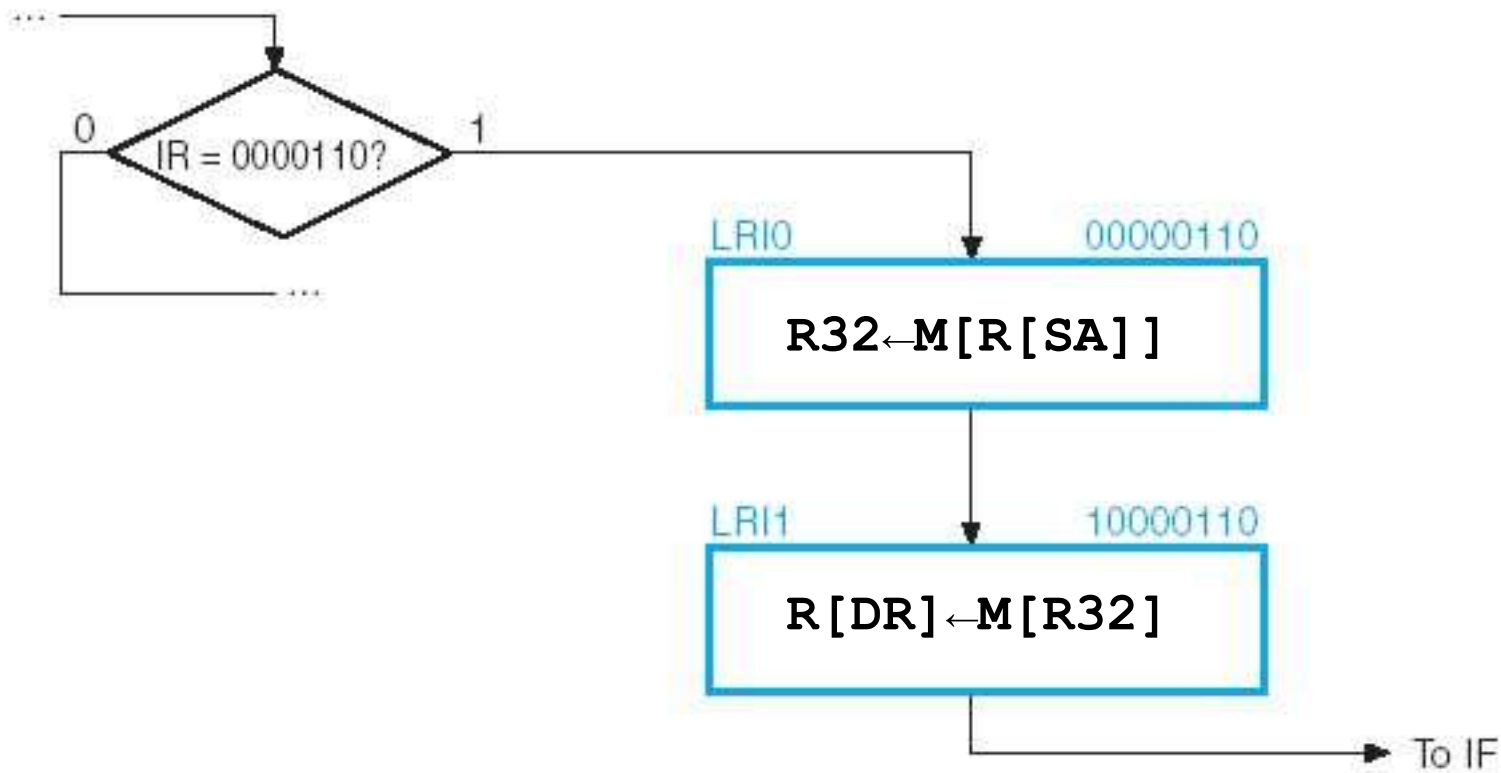 ...
0
IR = 0000110?
1
...
LRI0 00000110
R32←M[R[SA]]
LRI1 10000110
R[DR]←M[R32]
To IF